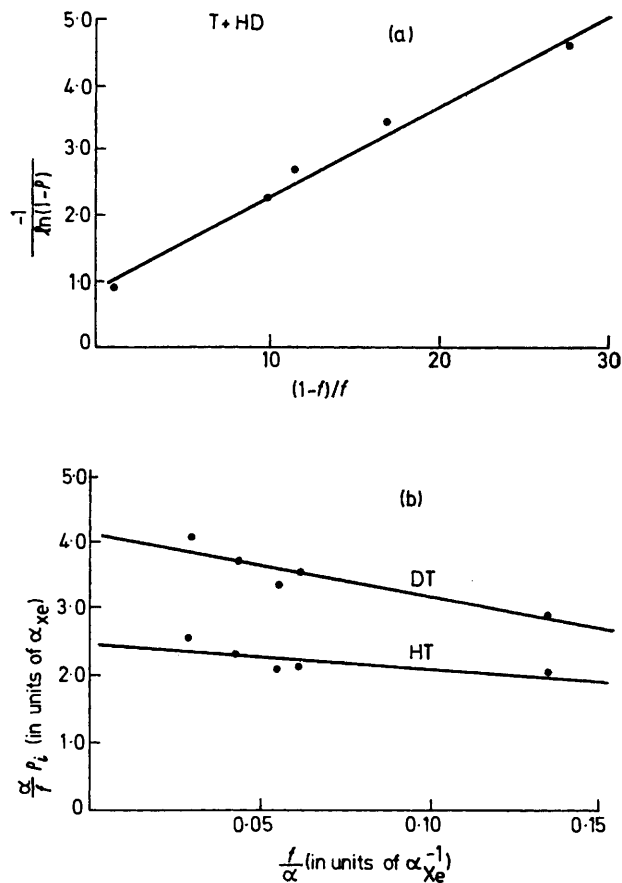 T + HD
(a)
5·0
4·0
3·0
2·0
1·0
0
-1
ln(1-P)
10
20
30
(1-f)/f
(b)
5·0
4·0
3·0
2·0
1·0
0
DT
HT
α/f Pi (in units of αXe)
0·05
0·10
0·15
f/α (in units of α-1Xe)